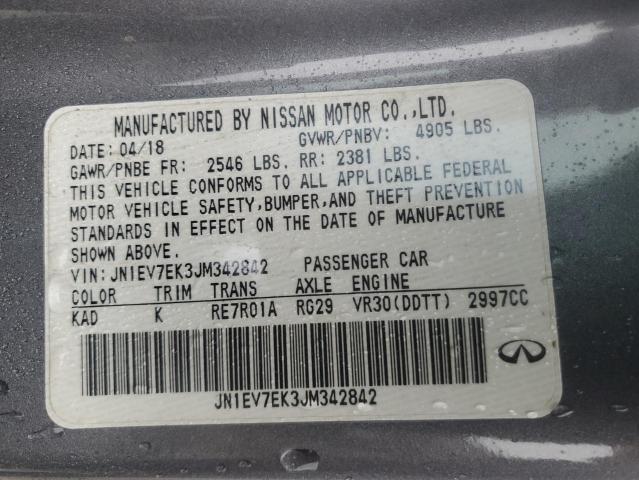 MANUFACTURED BY NISSAN MOTOR CO.,LTD.
DATE: 04/18 GVWR/PNBV: 4905 LBS.
GAWR/PNBE FR: 2546 LBS. RR: 2381 LBS.
THIS VEHICLE CONFORMS TO ALL APPLICABLE FEDERAL
MOTOR VEHICLE SAFETY,BUMPER,AND THEFT PREVENTION
STANDARDS IN EFFECT ON THE DATE OF MANUFACTURE
SHOWN ABOVE.
VIN: JN1EV7EK3JM342842 PASSENGER CAR
COLOR TRIM TRANS AXLE ENGINE
KAD K RE7R01A RG29 VR30(DDTT) 2997CC
JN1EV7EK3JM342842